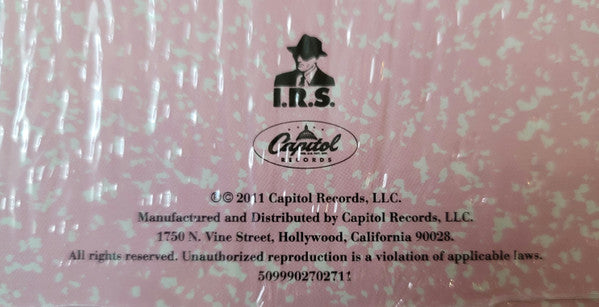 I.R.S.
Capitol
RECORDS
℗© 2011 Capitol Records, LLC.
Manufactured and Distributed by Capitol Records, LLC.
1750 N. Vine Street, Hollywood, California 90028.
All rights reserved. Unauthorized reproduction is a violation of applicable laws.
5099902702711